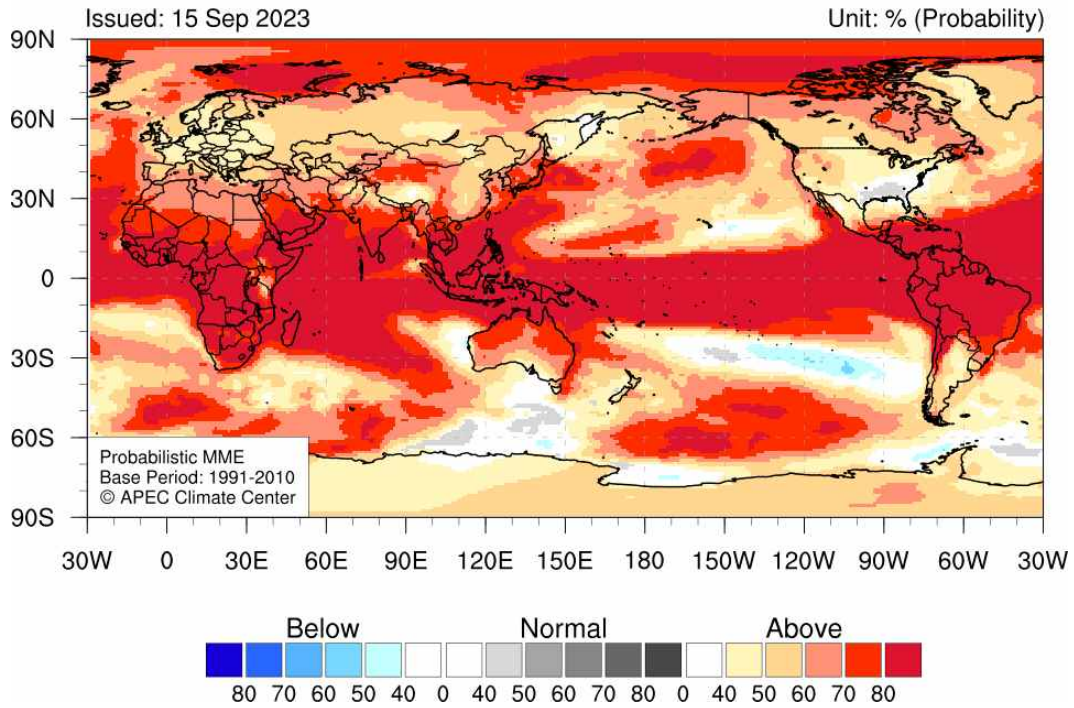 Issued: 15 Sep 2023 Unit: % (Probability)
90N
60N
30N
0
30S
60S
90S
Probabilistic MME
Base Period: 1991-2010
© APEC Climate Center
30W 0 30E 60E 90E 120E 150E 180 150W 120W 90W 60W 30W
Below Normal Above
80 70 60 50 40 0 40 50 60 70 80 0 40 50 60 70 80